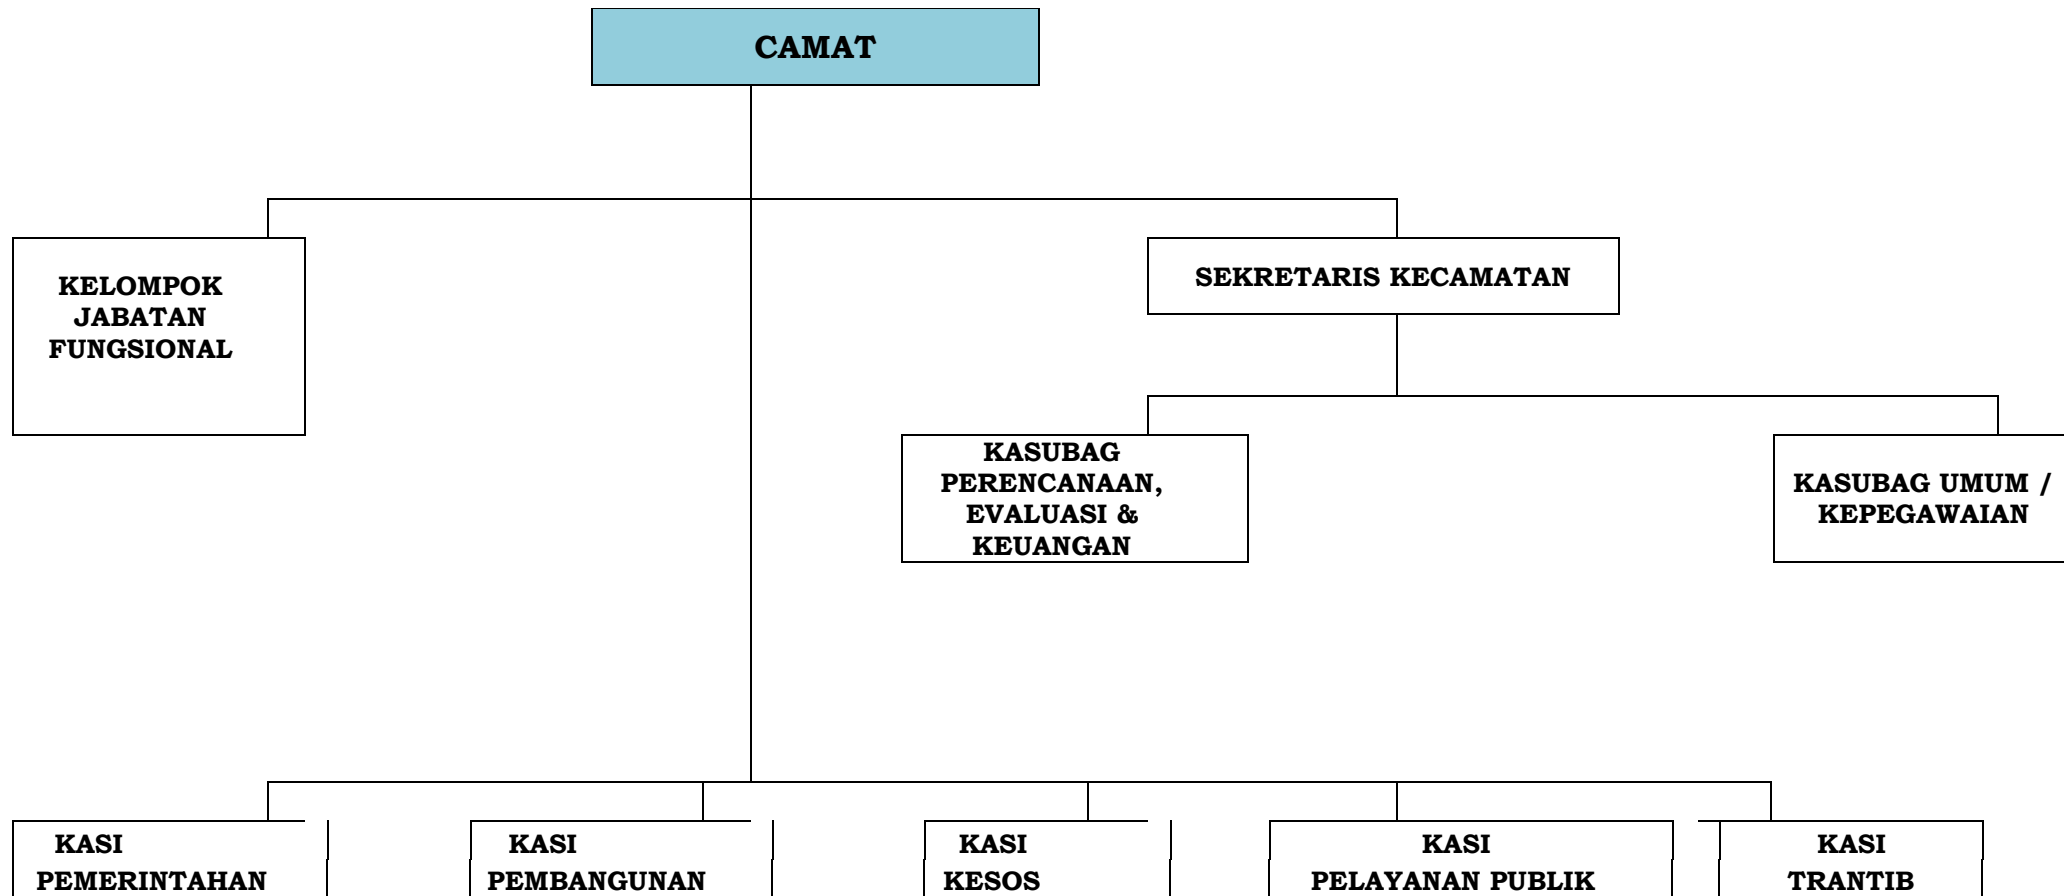 CAMAT
KELOMPOK
JABATAN
FUNGSIONAL
SEKRETARIS KECAMATAN
KASUBAG
PERENCANAAN,
EVALUASI &
KEUANGAN
KASUBAG UMUM /
KEPEGAWAIAN
KASI
PEMERINTAHAN
KASI
PEMBANGUNAN
KASI
KESOS
KASI
PELAYANAN PUBLIK
KASI
TRANTIB